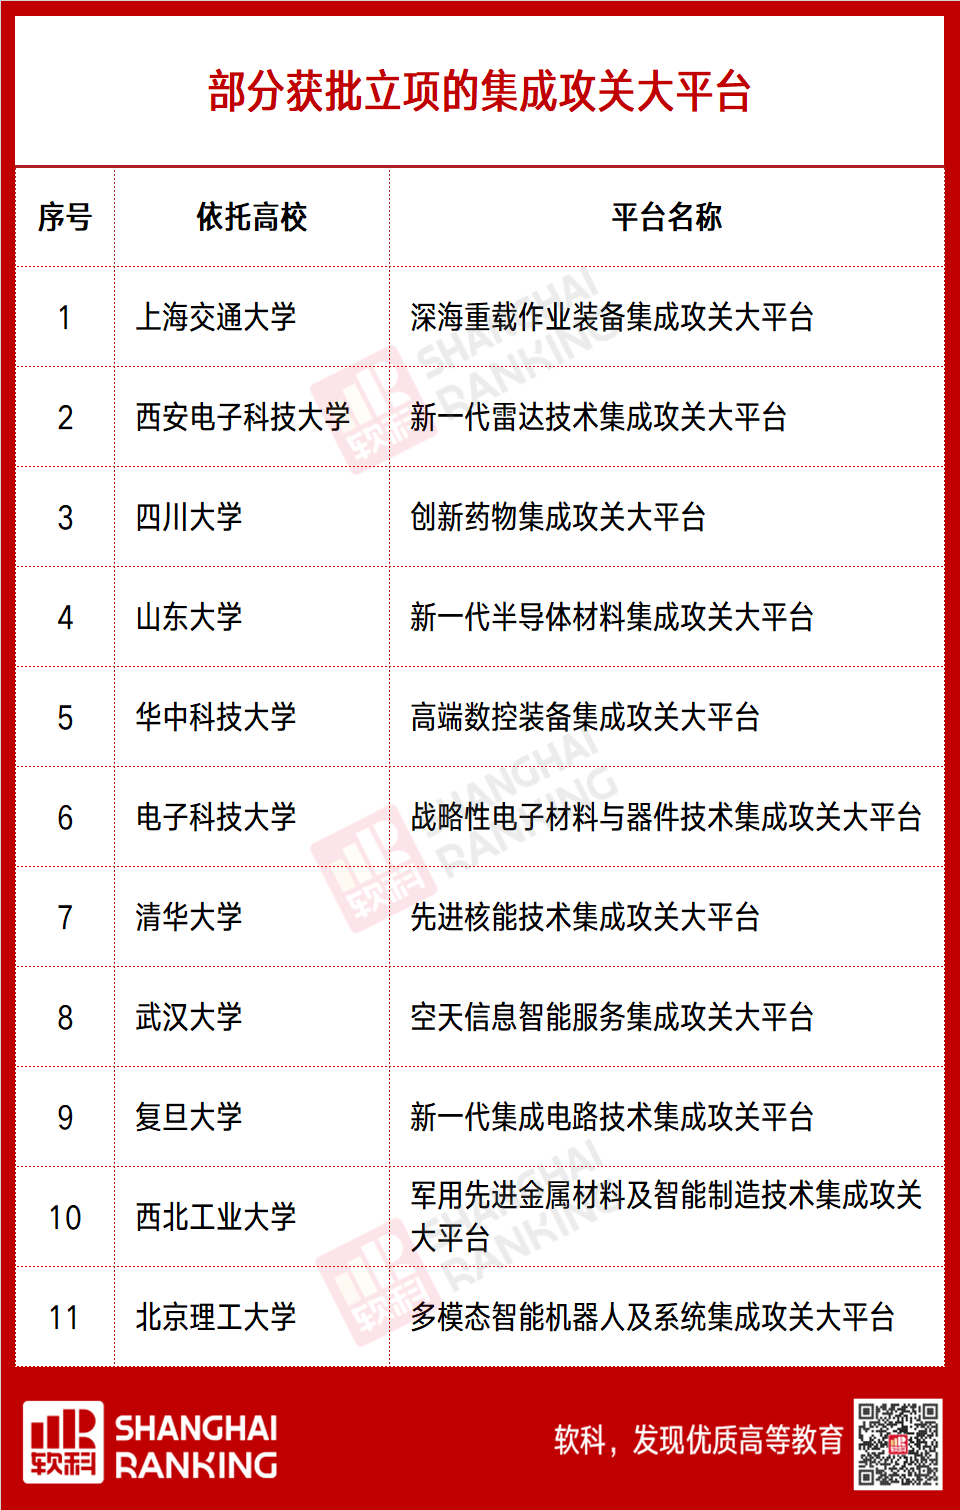 部分获批立项的集成攻关大平台
序号 依托高校 平台名称
1 上海交通大学 深海重载作业装备集成攻关大平台
2 西安电子科技大学 新一代雷达技术集成攻关大平台
3 四川大学 创新药物集成攻关大平台
4 山东大学 新一代半导体材料集成攻关大平台
5 华中科技大学 高端数控装备集成攻关大平台
6 电子科技大学 战略性电子材料与器件技术集成攻关大平台
7 清华大学 先进核能技术集成攻关大平台
8 武汉大学 空天信息智能服务集成攻关大平台
9 复旦大学 新一代集成电路技术集成攻关平台
10 西北工业大学 军用先进金属材料及智能制造技术集成攻关
大平台
11 北京理工大学 多模态智能机器人及系统集成攻关大平台
SHANGHAI
RANKING
软科
SHANGHAI
RANKING
软科
SHANGHAI
RANKING
软科
软科
SHANGHAI
RANKING
软科，发现优质高等教育